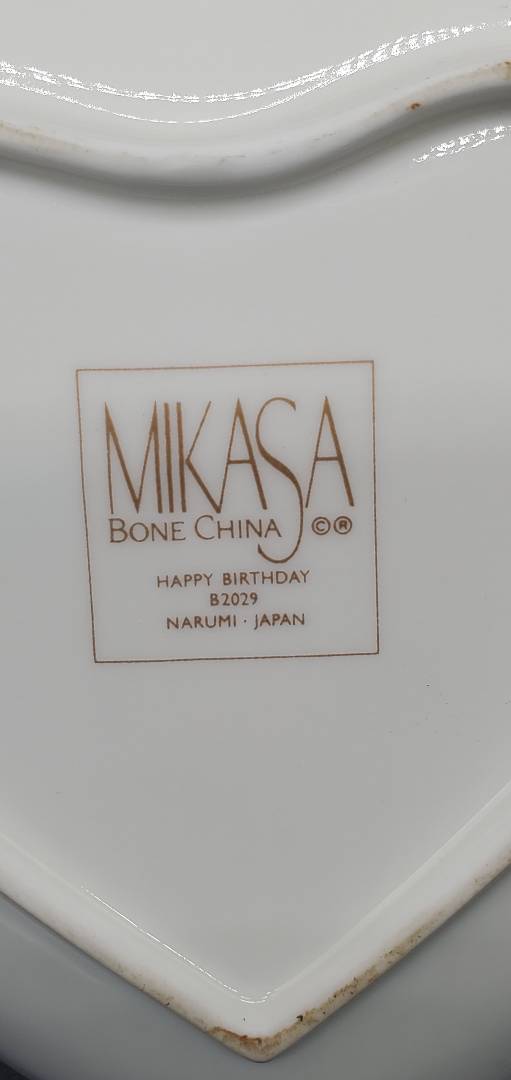 MIKASA
BONE CHINA ©®
HAPPY BIRTHDAY
B2029
NARUMI · JAPAN